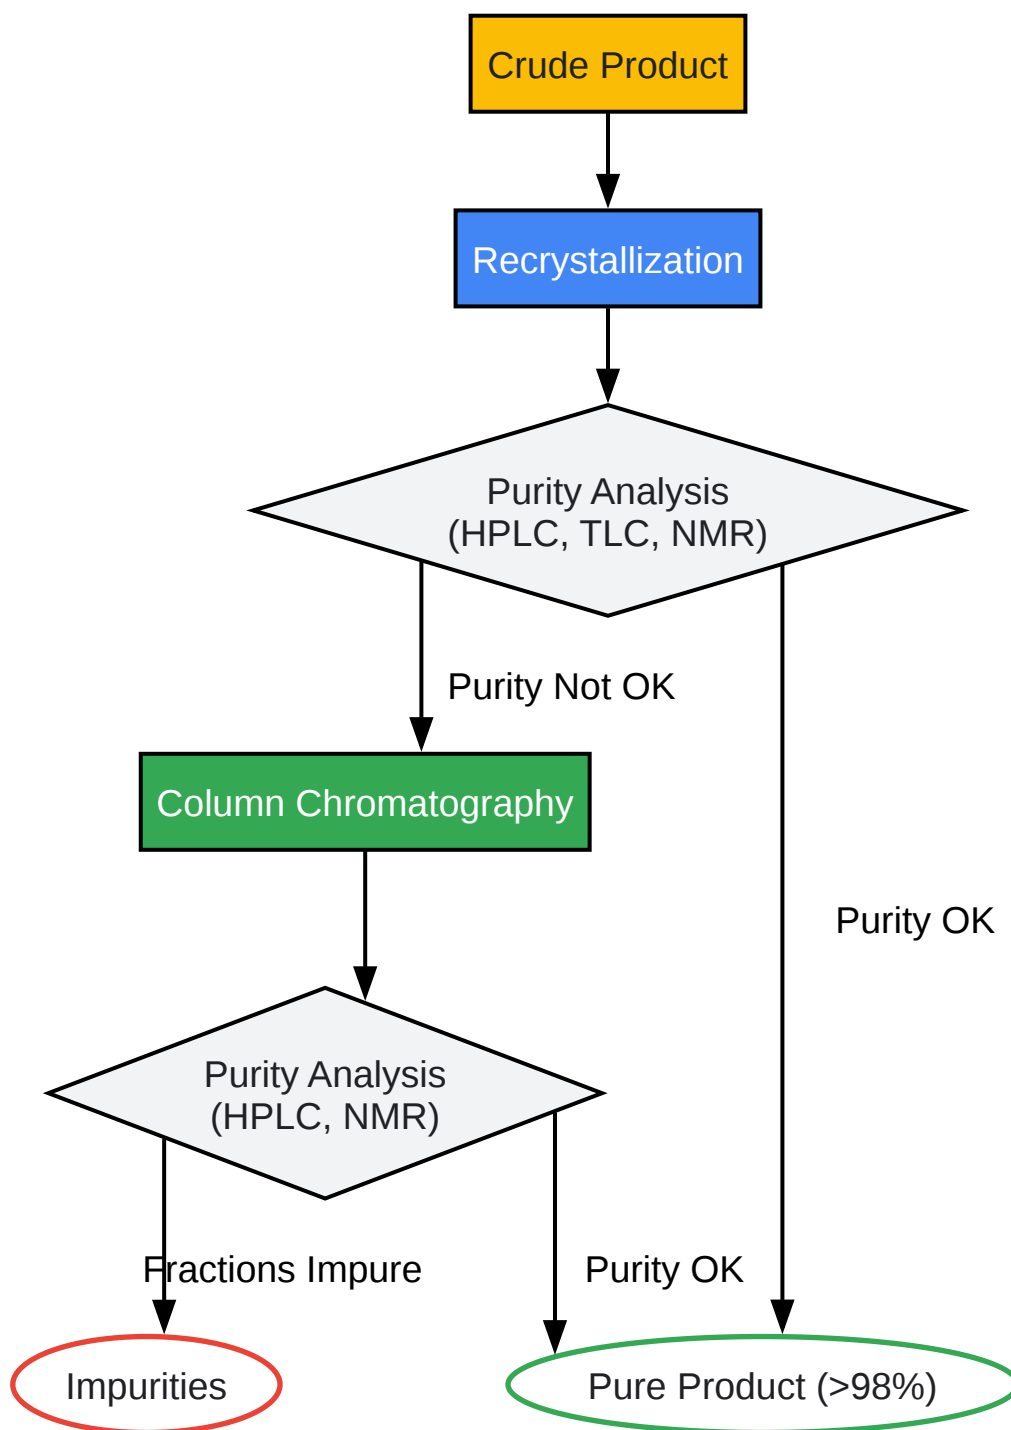 Crude Product
Recrystallization
Purity Analysis
(HPLC, TLC, NMR)
Purity Not OK
Column Chromatography
Purity OK
Purity Analysis
(HPLC, NMR)
Fractions Impure
Purity OK
Impurities
Pure Product (>98%)